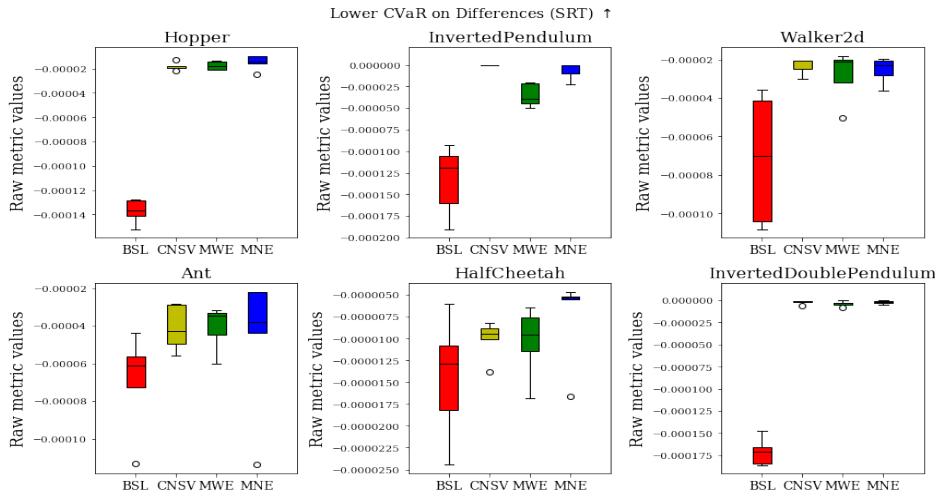 Lower CVaR on Differences (SRT) ↑
Hopper
Raw metric values
−0.00002
−0.00004
−0.00006
−0.00008
−0.00010
−0.00012
−0.00014
BSL CNSV MWE MNE
InvertedPendulum
Raw metric values
0.000000
−0.000025
−0.000050
−0.000075
−0.000100
−0.000125
−0.000150
−0.000175
−0.000200
BSL CNSV MWE MNE
Walker2d
Raw metric values
−0.00002
−0.00004
−0.00006
−0.00008
−0.00010
BSL CNSV MWE MNE
Ant
Raw metric values
−0.00002
−0.00004
−0.00006
−0.00008
−0.00010
BSL CNSV MWE MNE
HalfCheetah
Raw metric values
−0.0000050
−0.0000075
−0.0000100
−0.0000125
−0.0000150
−0.0000175
−0.0000200
−0.0000225
−0.0000250
BSL CNSV MWE MNE
InvertedDoublePendulum
Raw metric values
0.000000
−0.000025
−0.000050
−0.000075
−0.000100
−0.000125
−0.000150
−0.000175
BSL CNSV MWE MNE